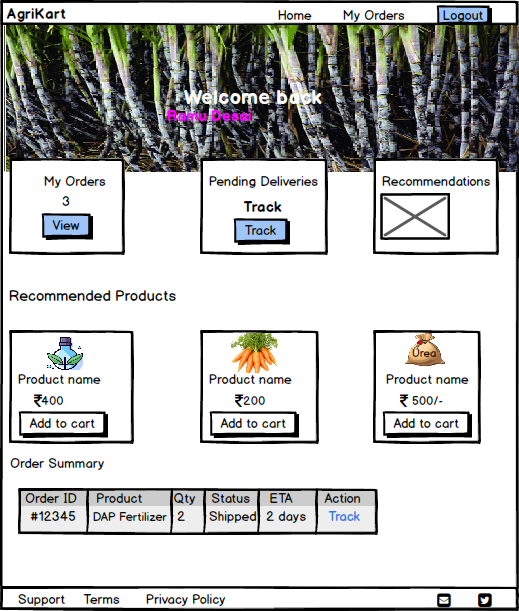 AgriKart Home My Orders Logout
Welcome back
Ramu Desai
My Orders
3
View
Pending Deliveries
Track
Track
Recommendations
Recommended Products
Product name
₹400
Add to cart
Product name
₹200
Add to cart
Urea
Product name
₹ 500/-
Add to cart
Order Summary
Order ID Product Qty Status ETA Action
#12345 DAP Fertilizer 2 Shipped 2 days Track
Support Terms Privacy Policy